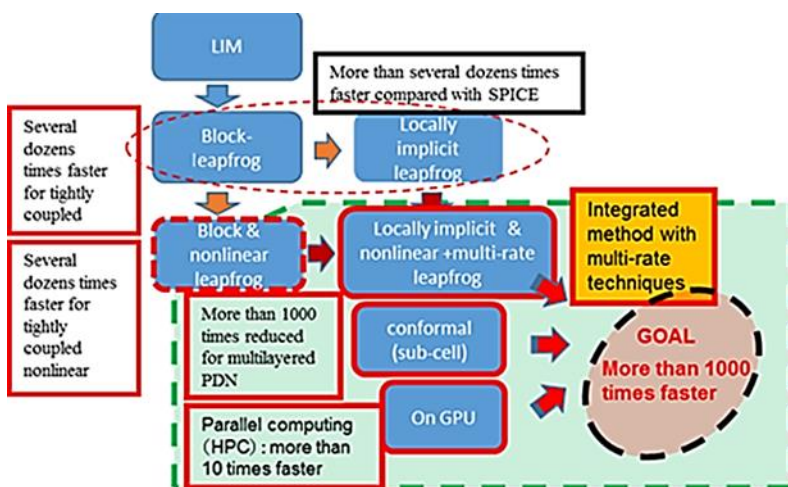 LIM
More than several dozens times
faster compared with SPICE
Several
dozens
times faster
for tightly
coupled
Block-
leapfrog
Locally
implicit
leapfrog
Block &
nonlinear
leapfrog
Locally implicit &
nonlinear +multi-rate
leapfrog
Integrated
method with
multi-rate
techniques
Several
dozens times
faster for
tightly
coupled
nonlinear
More than 1000
times reduced
for multilayered
PDN
conformal
(sub-cell)
GOAL
More than 1000
times faster
On GPU
Parallel computing
(HPC) : more than
10 times faster